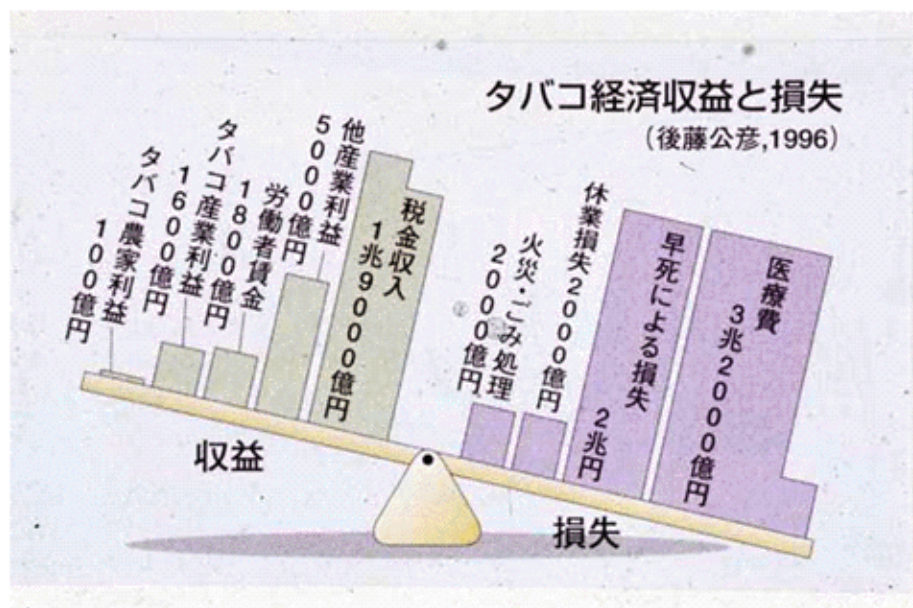 タバコ経済収益と損失
（後藤公彦,1996）
タバコ農家利益
100億円
タバコ産業利益
1600億円
労働者賃金
1800億円
他産業利益
5000億円
税金収入
1兆9000億円
火災・ごみ処理
2000億円
休業損失2000億円
早死による損失
2兆円
医療費
3兆2000億円
収益
損失